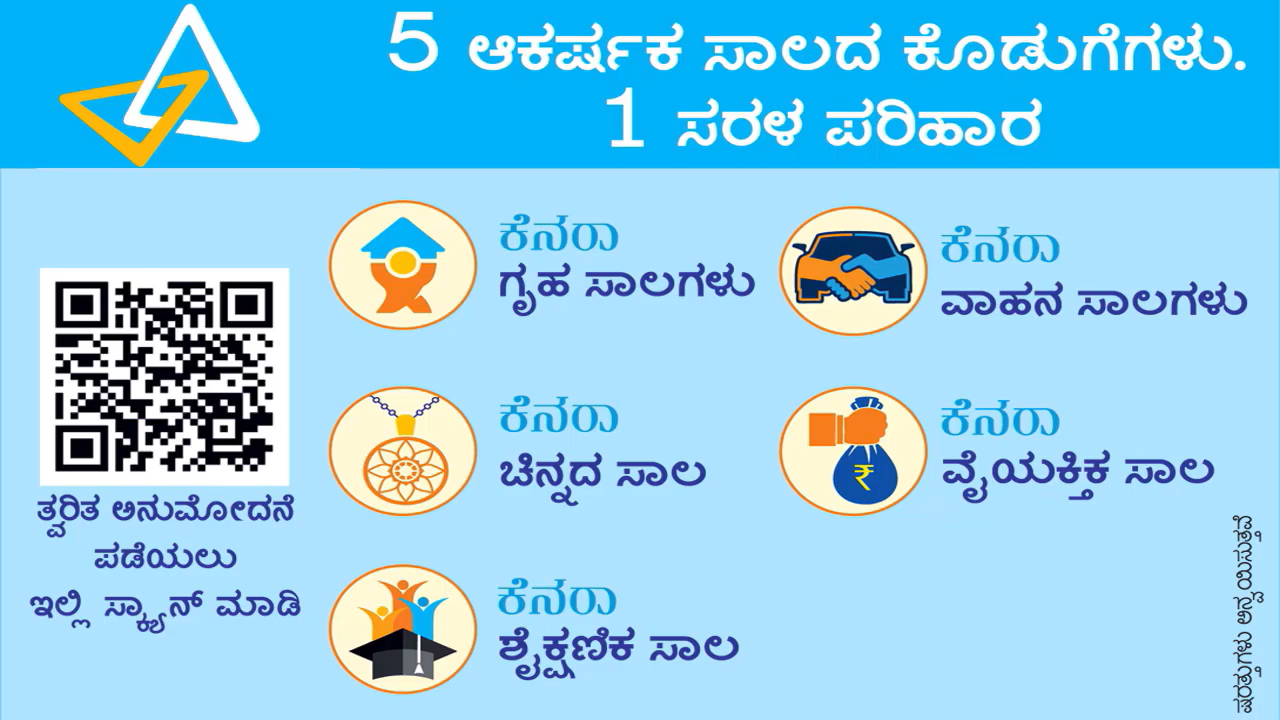 5 ಆಕರ್ಷಕ ಸಾಲದ ಕೊಡುಗೆಗಳು.
1 ಸರಳ ಪರಿಹಾರ
ಕೆನರಾ
ಗೃಹ ಸಾಲಗಳು
ಕೆನರಾ
ವಾಹನ ಸಾಲಗಳು
ಕೆನರಾ
ಚಿನ್ನದ ಸಾಲ
ಕೆನರಾ
ವೈಯಕ್ತಿಕ ಸಾಲ
ಕೆನರಾ
ಶೈಕ್ಷಣಿಕ ಸಾಲ
ತ್ವರಿತ ಅನುಮೋದನೆ
ಪಡೆಯಲು
ಇಲ್ಲಿ ಸ್ಕ್ಯಾನ್ ಮಾಡಿ
₹
ಷರತ್ತುಗಳು ಅನ್ವಯಿಸುತ್ತವೆ